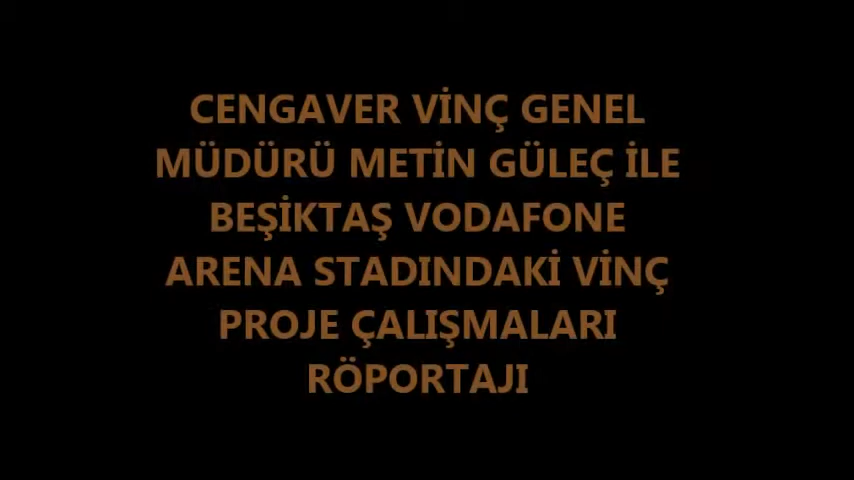 CENGAVER VİNÇ GENEL
MÜDÜRÜ METİN GÜLEÇ İLE
BEŞİKTAŞ VODAFONE
ARENA STADINDAKİ VİNÇ
PROJE ÇALIŞMALARI
RÖPORTAJI